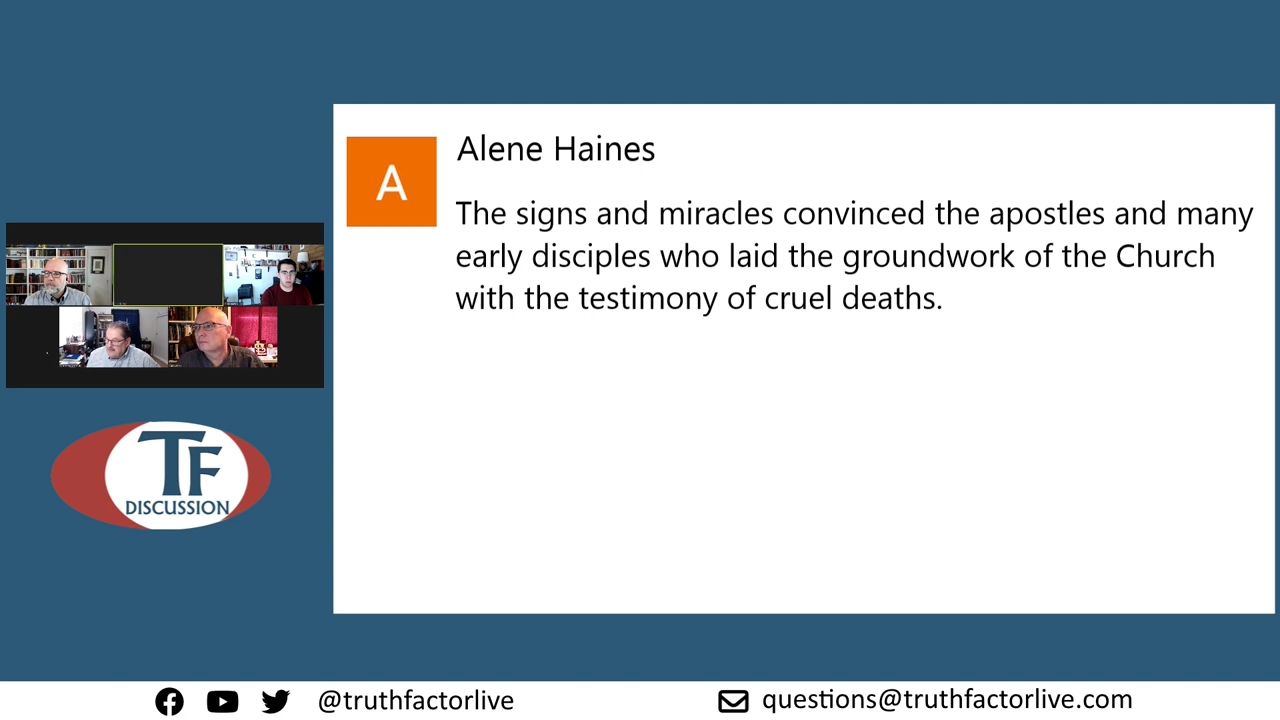 A
Alene Haines
The signs and miracles convinced the apostles and many
early disciples who laid the groundwork of the Church
with the testimony of cruel deaths.
TF
DISCUSSION
@truthfactorlive
questions@truthfactorlive.com